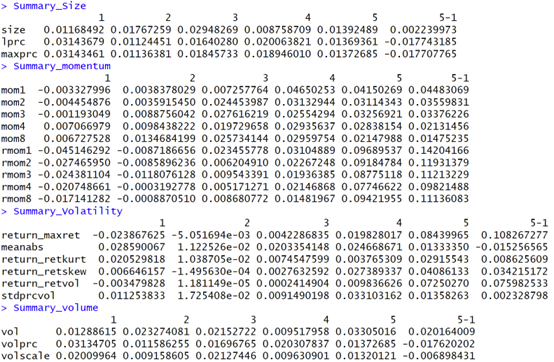 > Summary_Size
1 2 3 4 5 5-1
size 0.01168492 0.01767259 0.02948269 0.008758709 0.01392489 0.002239973
lprc 0.03143679 0.01124451 0.01640280 0.020063821 0.01369361 -0.017743185
maxprc 0.03143461 0.01136381 0.01845733 0.018946010 0.01372685 -0.017707765
> Summary_momentum
1 2 3 4 5 5-1
mom1 -0.003327996 0.0038378029 0.007257764 0.04650253 0.04150269 0.04483069
mom2 -0.004454876 0.0035915450 0.024453987 0.03132944 0.03114343 0.03559831
mom3 -0.001193049 0.0088756042 0.027616219 0.02554294 0.03256921 0.03376226
mom4 0.007066979 0.0098438222 0.019729658 0.02935637 0.02838154 0.02131456
mom8 0.006727528 0.0134684199 0.025734144 0.02959754 0.02147988 0.01475235
rmom1 -0.045146292 -0.0087186656 0.023455778 0.03104889 0.09689537 0.14204166
rmom2 -0.027465950 -0.0085896236 0.006204910 0.02267248 0.09184784 0.11931379
rmom3 -0.024381104 -0.0118076128 0.009543391 0.01936385 0.08775118 0.11213229
rmom4 -0.020748661 -0.0003192778 0.005171271 0.02146868 0.07746622 0.09821488
rmom8 -0.017141282 -0.0008870510 0.008680772 0.01481967 0.09421955 0.11136083
> Summary_Volatility
1 2 3 4 5 5-1
return_maxret -0.023867625 -5.051694e-03 0.0042286835 0.019828017 0.08439965 0.108267277
meanabs 0.028590067 1.122526e-02 0.0203354148 0.024668671 0.01333350 -0.015256565
return_retkurt 0.020529818 1.038705e-02 0.0074547599 0.003765309 0.02915543 0.008625609
return_retskew 0.006646157 -1.495630e-04 0.0027632592 0.027389337 0.04086133 0.034215172
return_retvol -0.003479828 1.181149e-05 0.0002414904 0.009836626 0.07250270 0.075982533
stdprcvol 0.011253833 1.725408e-02 0.0091490198 0.033103162 0.01358263 0.002328798
> Summary_volume
1 2 3 4 5 5-1
vol 0.01288615 0.023274081 0.02152722 0.009517958 0.03305016 0.020164009
volprc 0.03134705 0.011586255 0.01696765 0.020307837 0.01372685 -0.017620202
volscale 0.02009964 0.009158605 0.02127446 0.009630901 0.01320121 -0.006898431